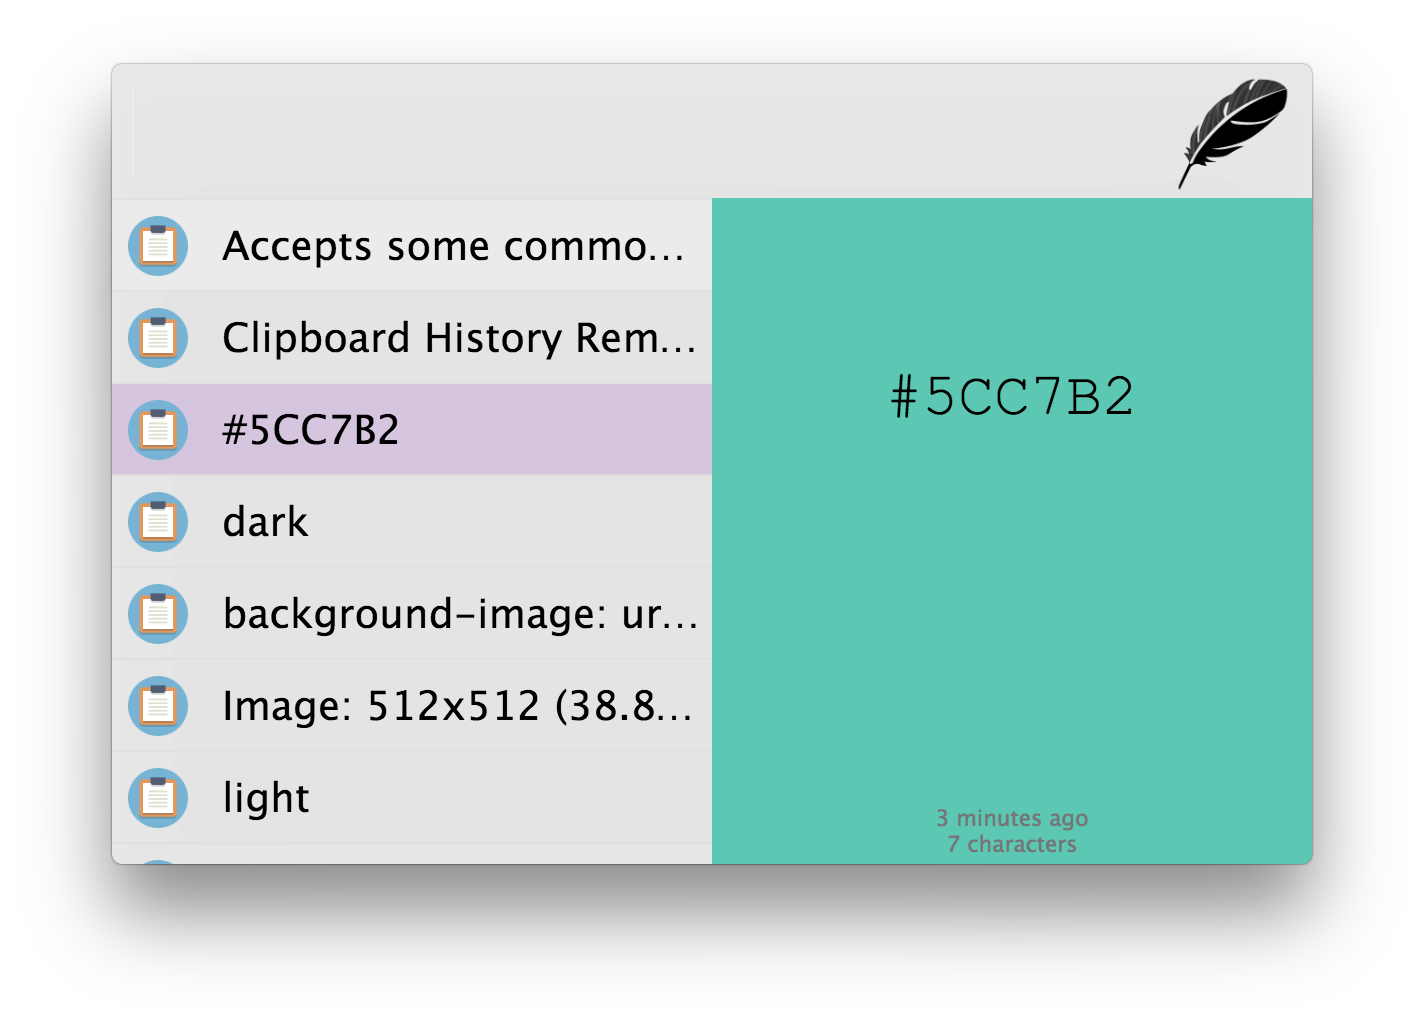 Accepts some commo...
Clipboard History Rem...
#5CC7B2
dark
background-image: ur...
Image: 512x512 (38.8...
light
#5CC7B2
3 minutes ago
7 characters